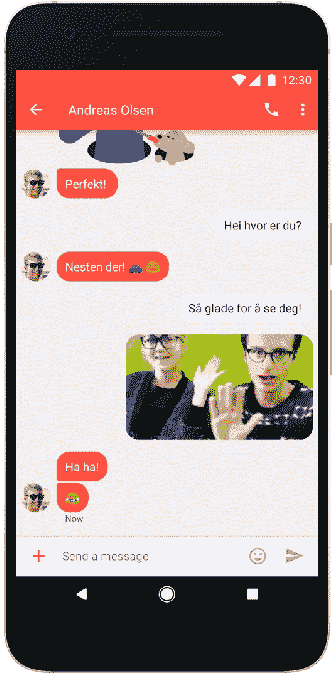 12:30
Andreas Olsen
Perfekt!
Hei hvor er du?
Nesten der!
Så glade for å se deg!
Ha ha!
Now
Send a message